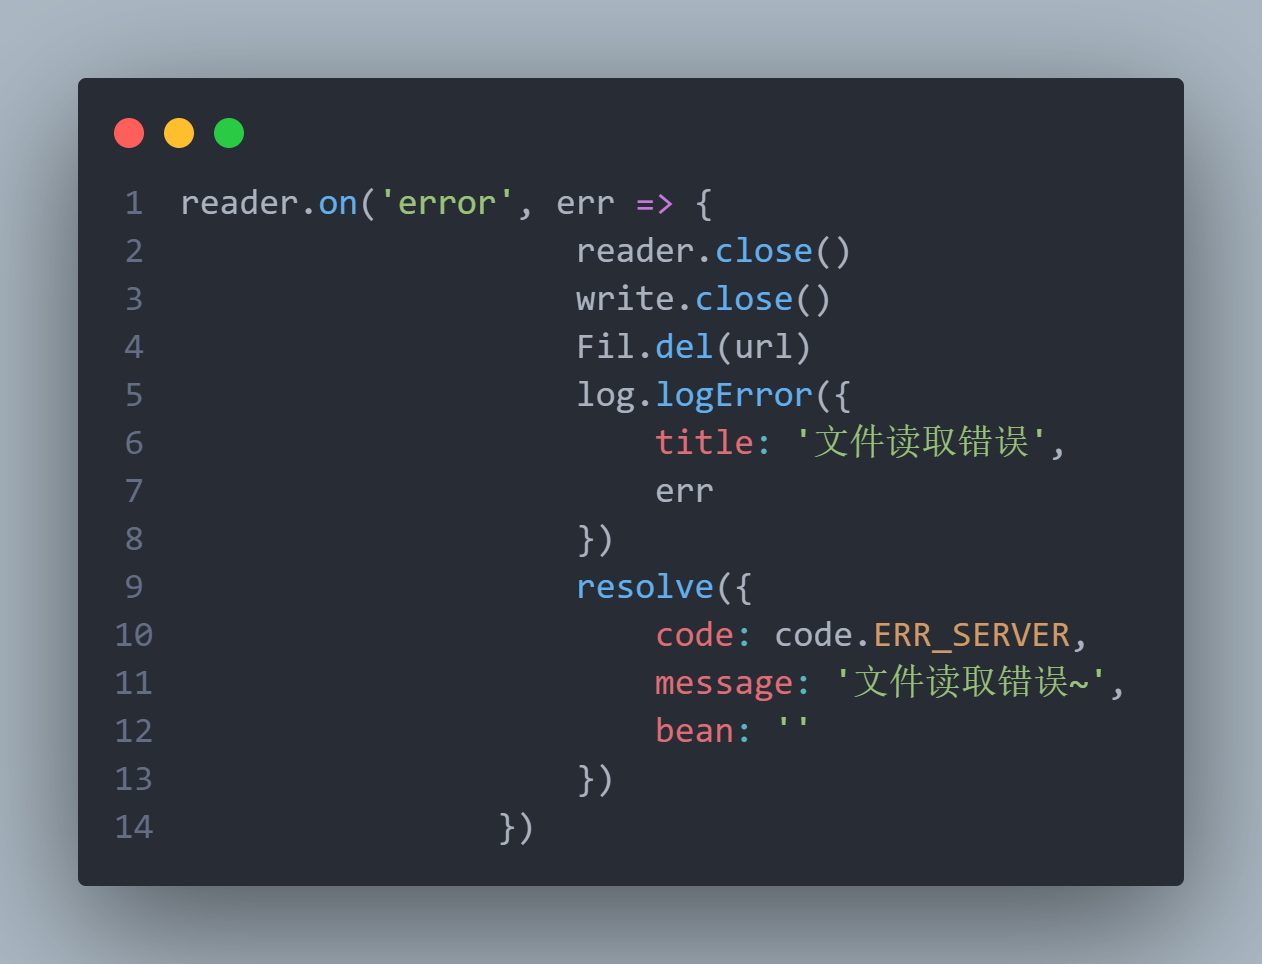 1 reader.on('error', err => {
2 reader.close()
3 write.close()
4 Fil.del(url)
5 log.logError({
6 title: '文件读取错误',
7 err
8 })
9 resolve({
10 code: code.ERR_SERVER,
11 message: '文件读取错误~',
12 bean: ''
13 })
14 })